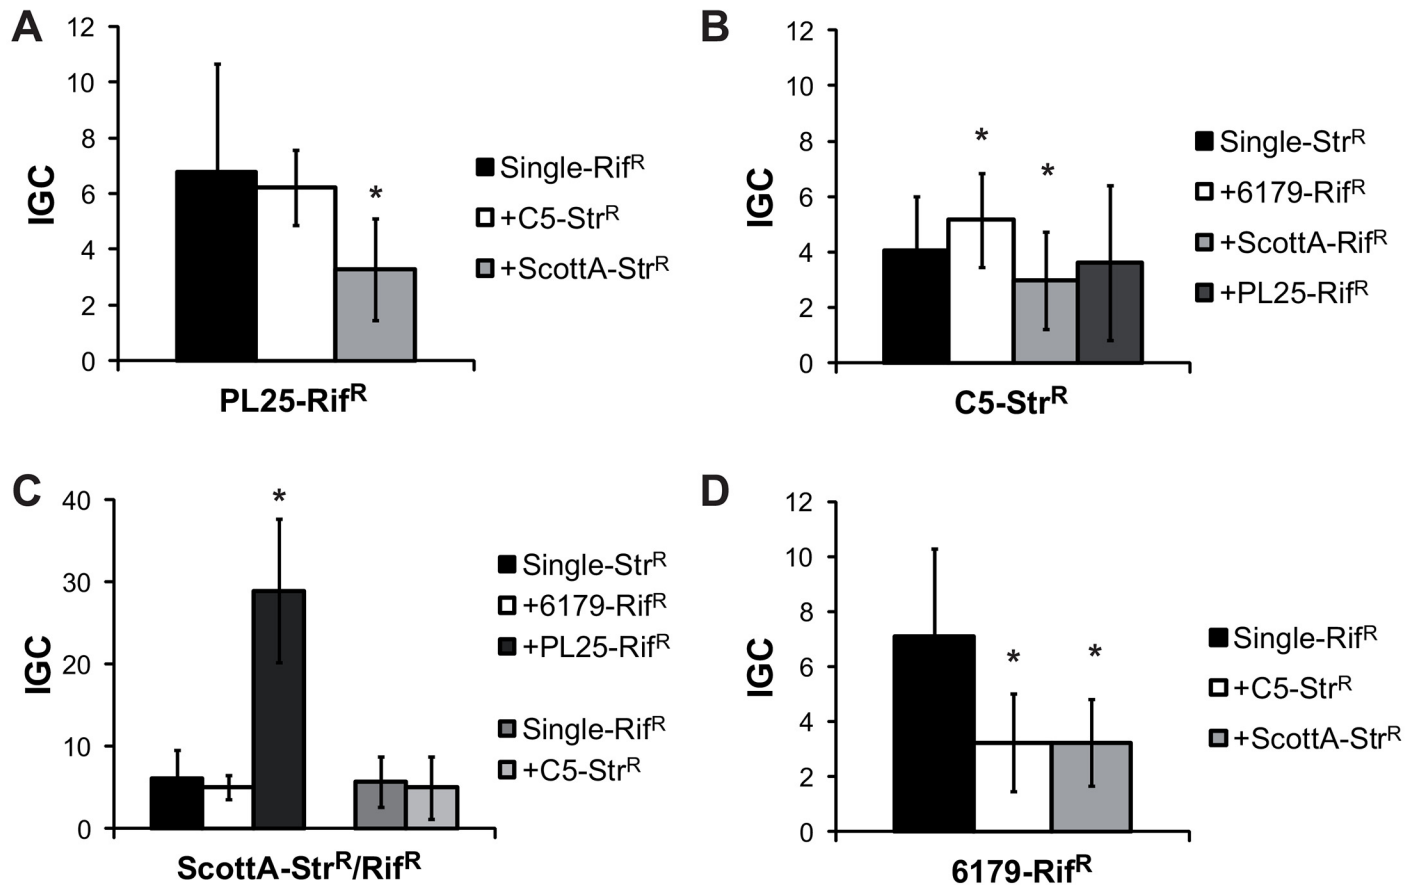 A
12
10
8
6
4
2
0
IGC
*
Single-Rifᴿ
+C5-Strᴿ
+ScottA-Strᴿ
PL25-Rifᴿ
B
12
10
8
6
4
2
0
IGC
*
*
Single-Strᴿ
+6179-Rifᴿ
+ScottA-Rifᴿ
+PL25-Rifᴿ
C5-Strᴿ
C
40
30
20
10
0
IGC
*
Single-Strᴿ
+6179-Rifᴿ
+PL25-Rifᴿ
Single-Rifᴿ
+C5-Strᴿ
ScottA-Strᴿ/Rifᴿ
D
12
10
8
6
4
2
0
IGC
*
*
Single-Rifᴿ
+C5-Strᴿ
+ScottA-Strᴿ
6179-Rifᴿ